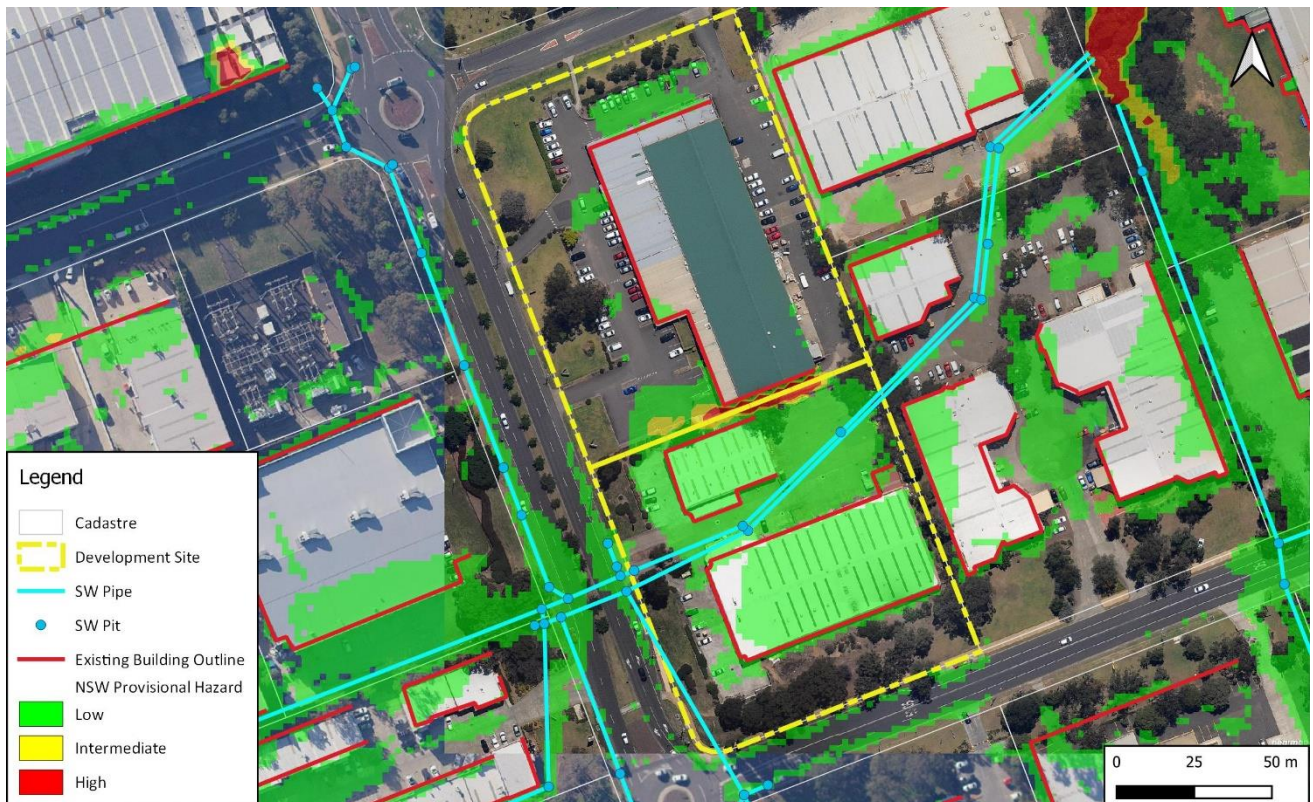 Legend
Cadastre
Development Site
SW Pipe
SW Pit
Existing Building Outline
NSW Provisional Hazard
Low
Intermediate
High
0 25 50 m